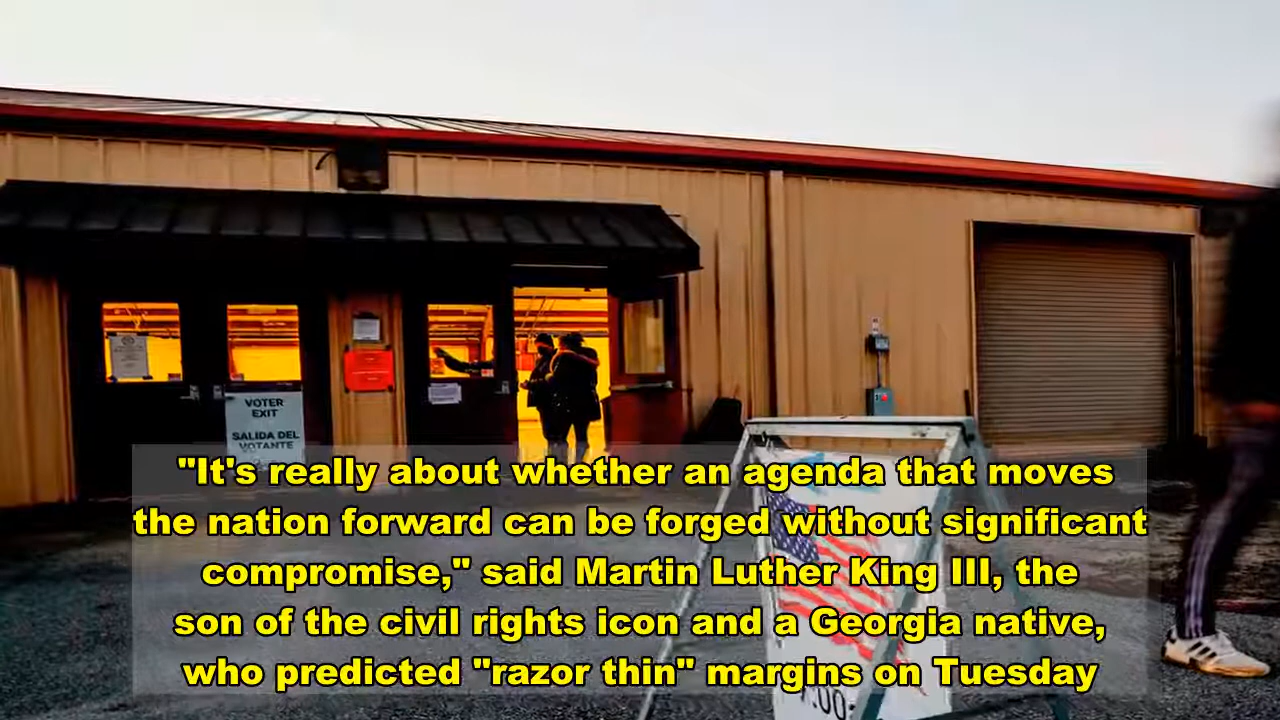 VOTER
EXIT
SALIDA DEL
VOTANTE
"It's really about whether an agenda that moves
the nation forward can be forged without significant
compromise," said Martin Luther King III, the
son of the civil rights icon and a Georgia native,
who predicted "razor thin" margins on Tuesday